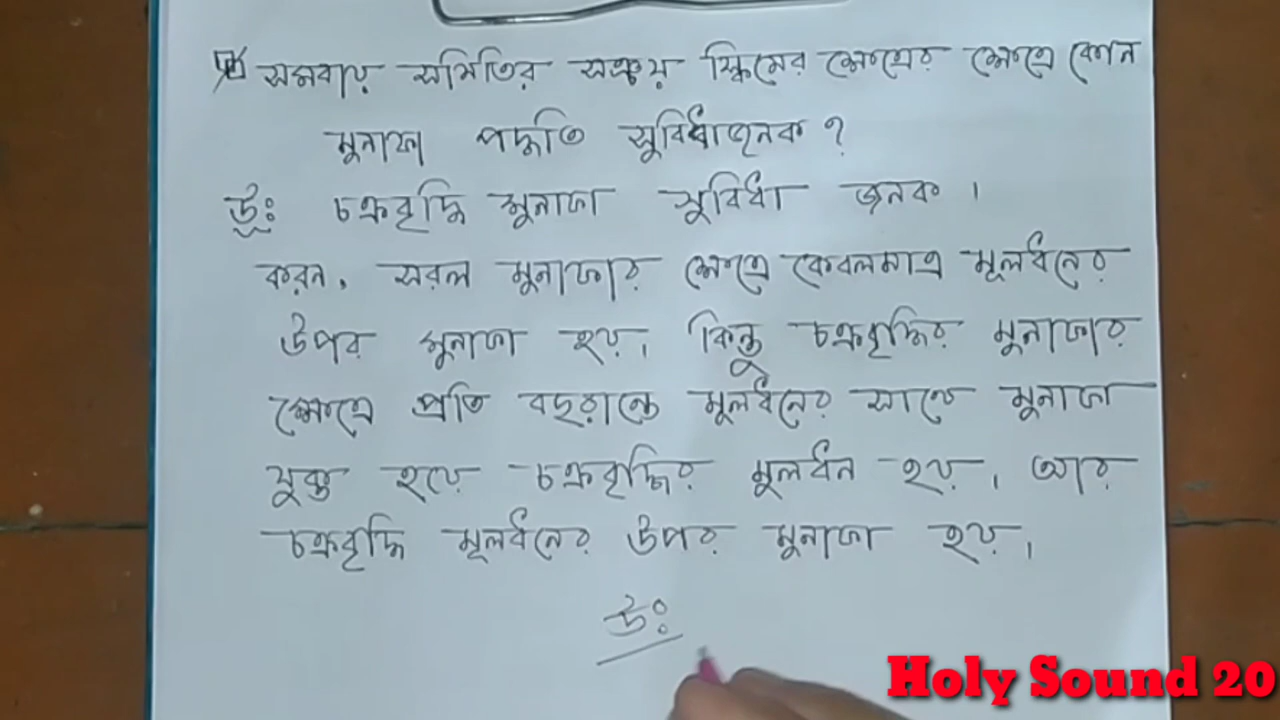 সমবায় সমিতির সঞ্চয় স্কিমের ক্ষেত্রের ক্ষেত্রে কোন
মুনাফা পদ্ধতি সুবিধাজনক ?
উঃ চক্রবৃদ্ধি মুনাফা সুবিধা জনক ।
কারন, সরল মুনাফার ক্ষেত্রে কেবলমাত্র মূলধনের
উপর মুনাফা হয়। কিন্তু চক্রবৃদ্ধির মুনাফার
ক্ষেত্রে প্রতি বছরান্তে মূলধনের সাথে মুনাফা
যুক্ত হয়ে চক্রবৃদ্ধির মূলধন হয়। আর
চক্রবৃদ্ধি মূলধনের উপর মুনাফা হয়।
উঃ
Holy Sound 20